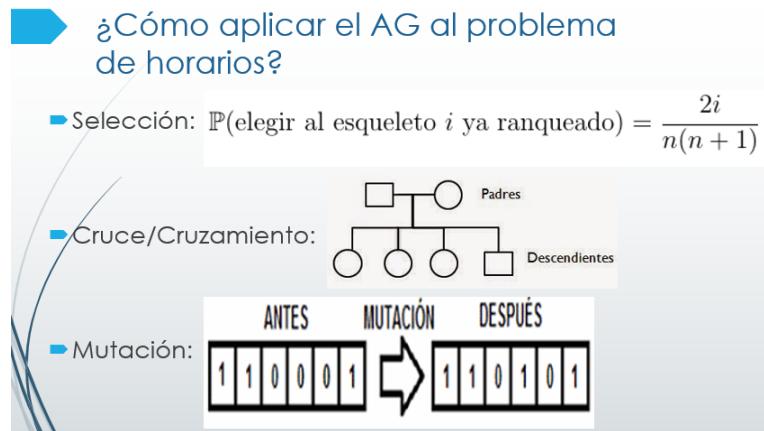 ¿Cómo aplicar el AG al problema
de horarios?
Selección: ℙ(elegir al esqueleto i ya ranqueado) = 2i / n(n + 1)
Padres
Cruce/Cruzamiento:
Descendientes
ANTES MUTACIÓN DESPUÉS
Mutación:
1 1 0 0 0 1 1 1 0 1 0 1